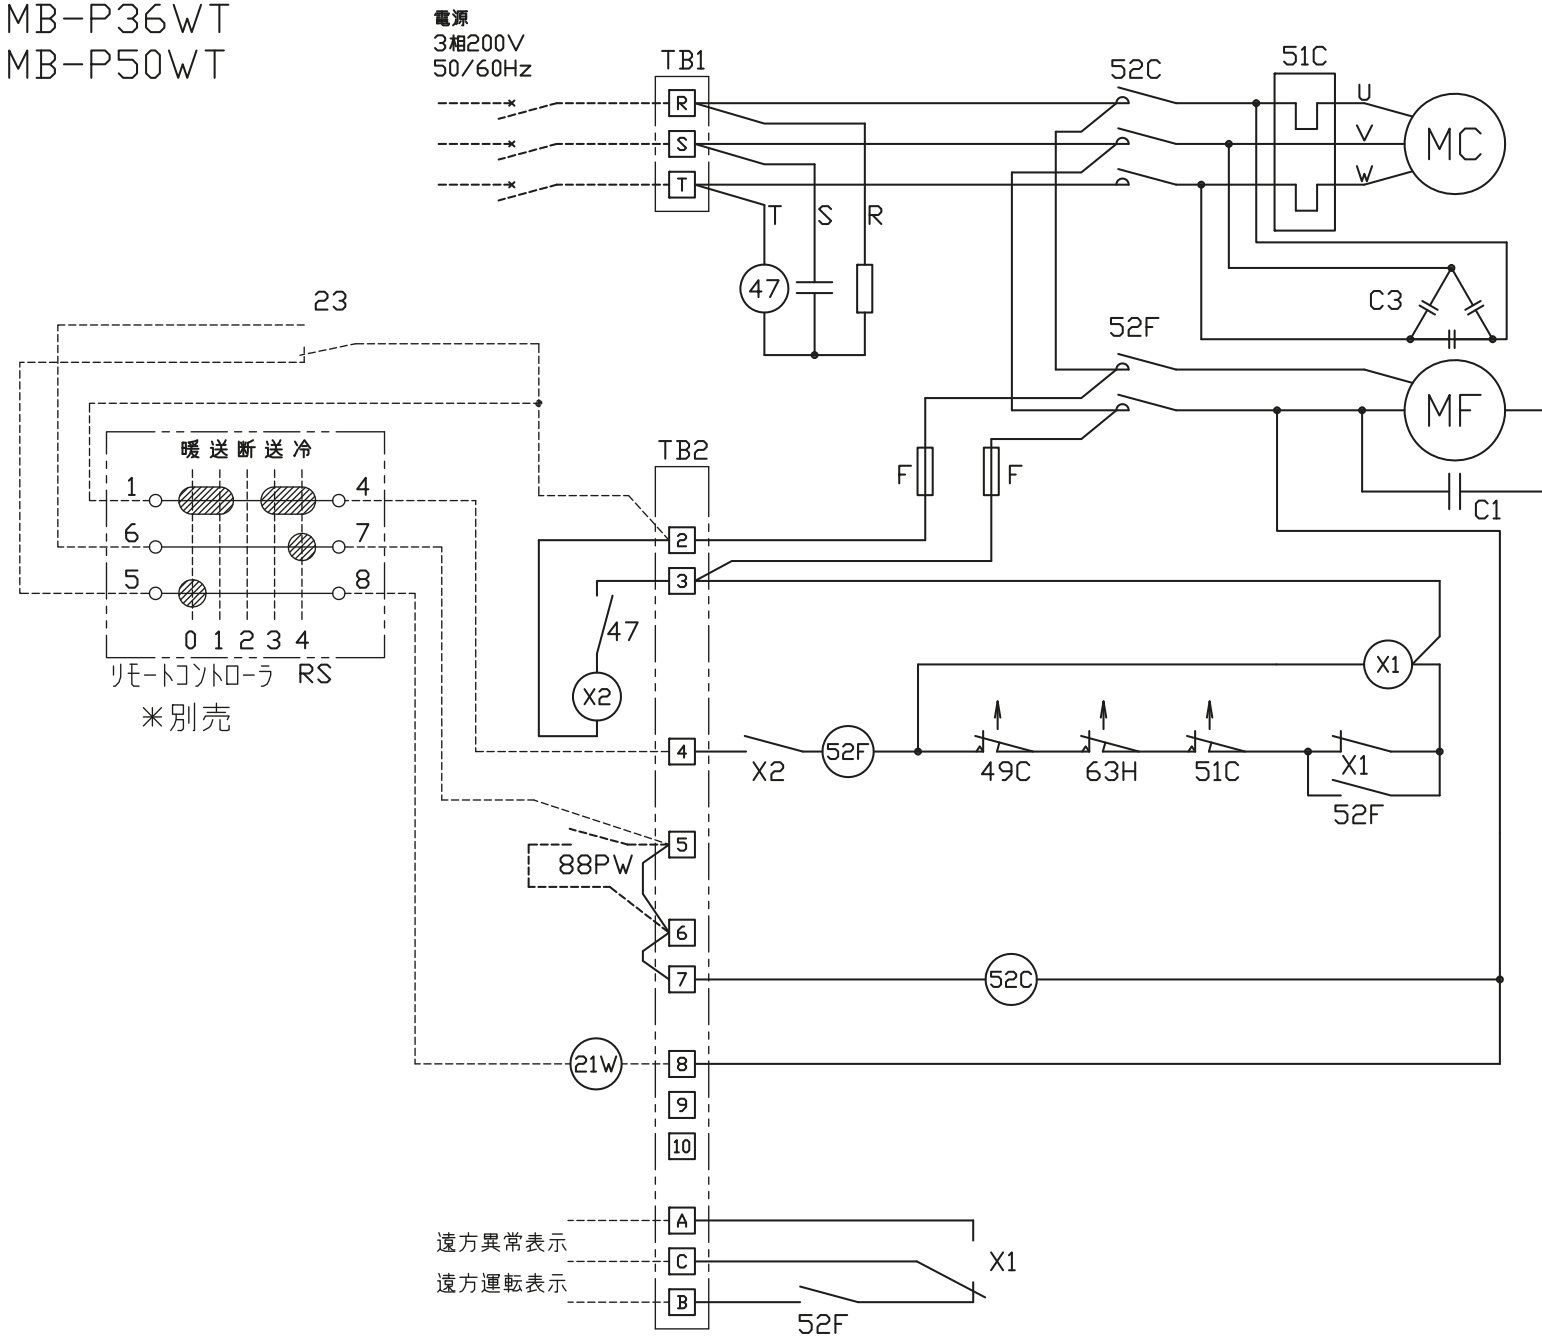 MB-P36WT
MB-P50WT
電源
3相200V
50/60Hz
TB1
R
S
T
52C
51C
U
V
W
MC
T S R
47
C3
23
52F
MF
C1
F F
TB2
暖 送 断 送 冷
1 4
6 7
5 8
0 1 2 3 4
リモートコントローラ RS
※別売
2
3
47
X2
X1
4
X2
52F
49C
63H
51C
X1
52F
5
88PW
6
7
52C
21W
8
9
10
A
遠方異常表示
C
X1
遠方運転表示
B
52F